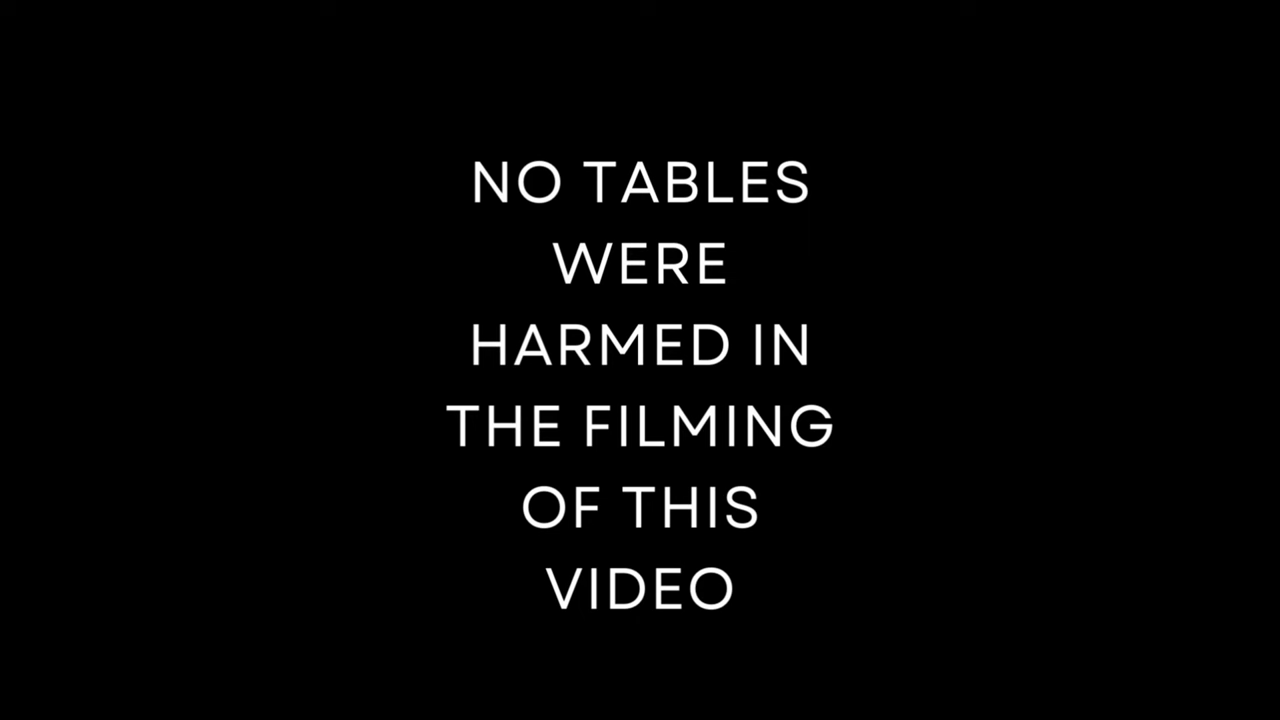 NO TABLES
WERE
HARMED IN
THE FILMING
OF THIS
VIDEO